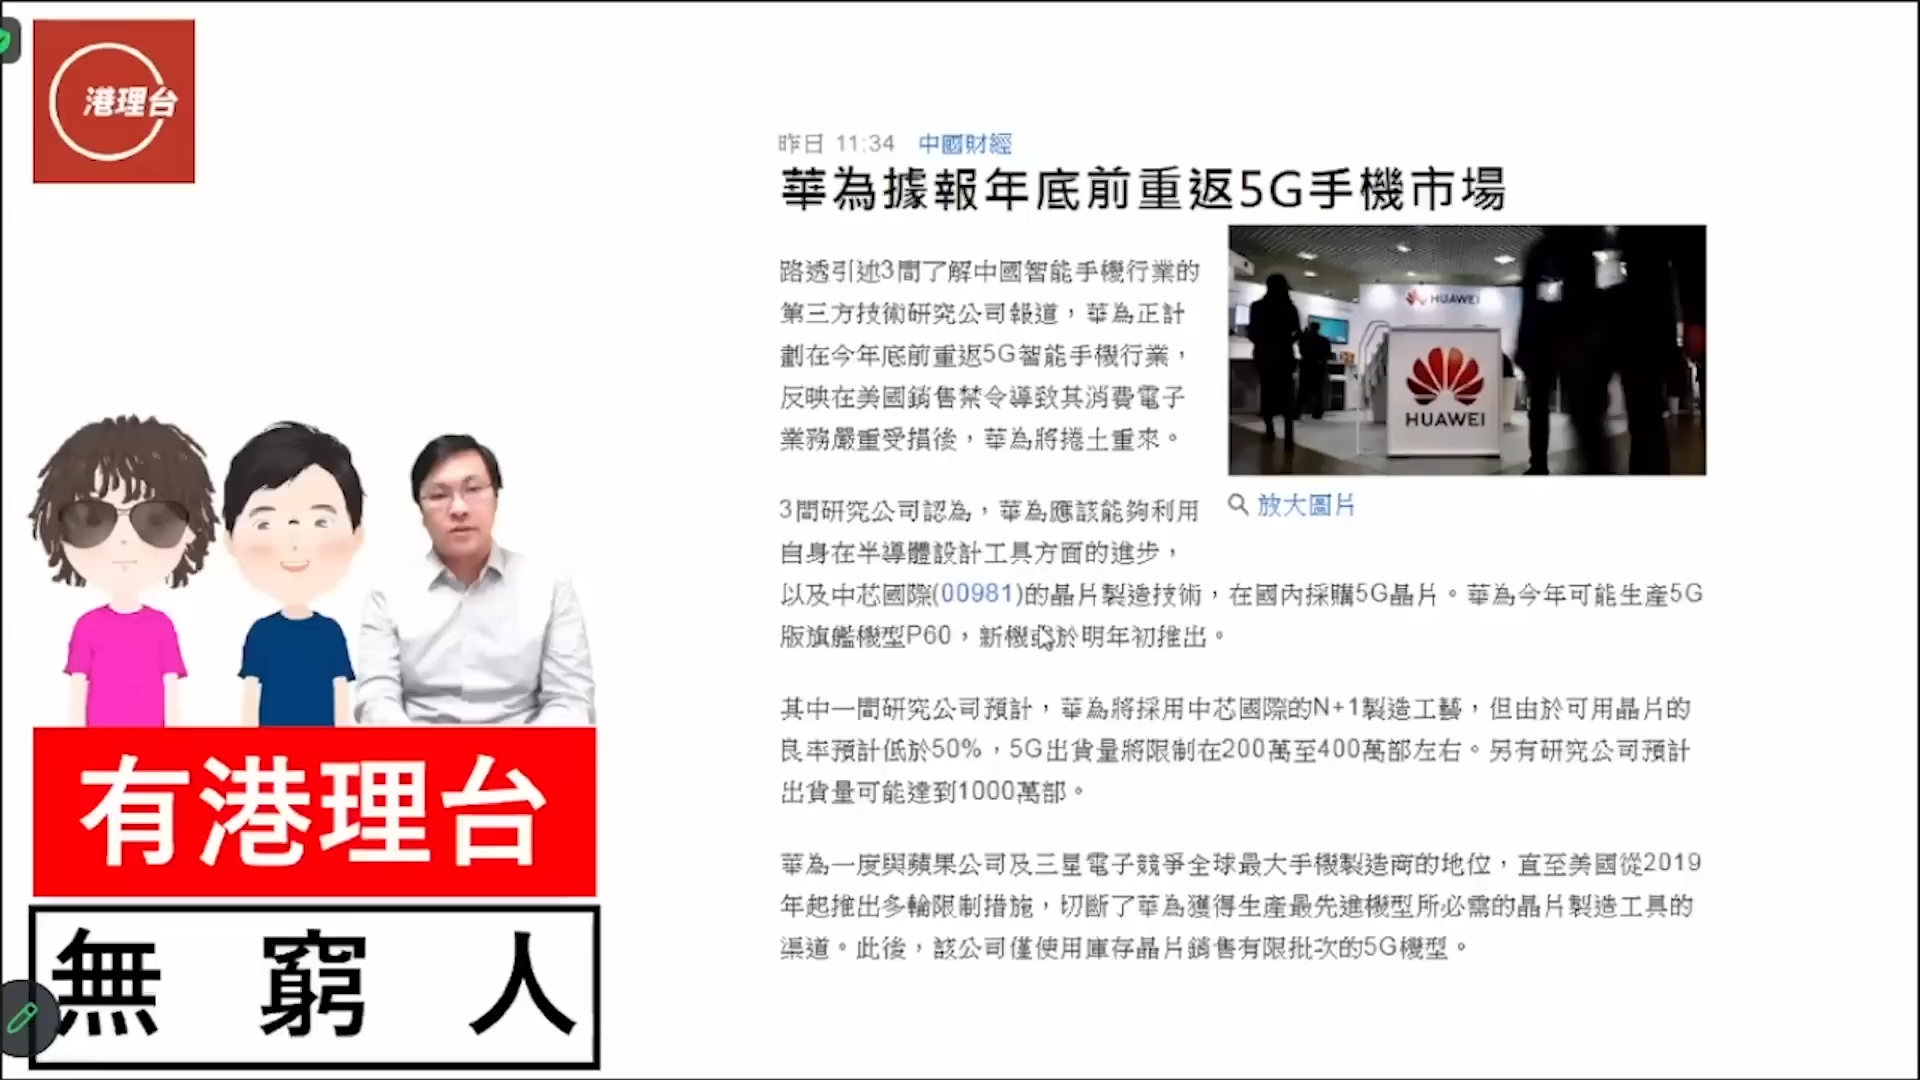 港理台
昨日 11:34 中國財經
華為據報年底前重返5G手機市場
路透引述3間了解中國智能手機行業的
第三方技術研究公司報道，華為正計
劃在今年底前重返5G智能手機行業，
反映在美國銷售禁令導致其消費電子
業務嚴重受損後，華為將捲土重來。
HUAWEI
HUAWEI
放大圖片
3間研究公司認為，華為應該能夠利用
自身在半導體設計工具方面的進步，
以及中芯國際(00981)的晶片製造技術，在國內採購5G晶片。華為今年可能生產5G
版旗艦機型P60，新機或於明年初推出。
其中一間研究公司預計，華為將採用中芯國際的N+1製造工藝，但由於可用晶片的
良率預計低於50%，5G出貨量將限制在200萬至400萬部左右。另有研究公司預計
出貨量可能達到1000萬部。
華為一度與蘋果公司及三星電子競爭全球最大手機製造商的地位，直至美國從2019
年起推出多輪限制措施，切斷了華為獲得生產最先進機型所必需的晶片製造工具的
渠道。此後，該公司僅使用庫存晶片銷售有限批次的5G機型。
有港理台
無窮人